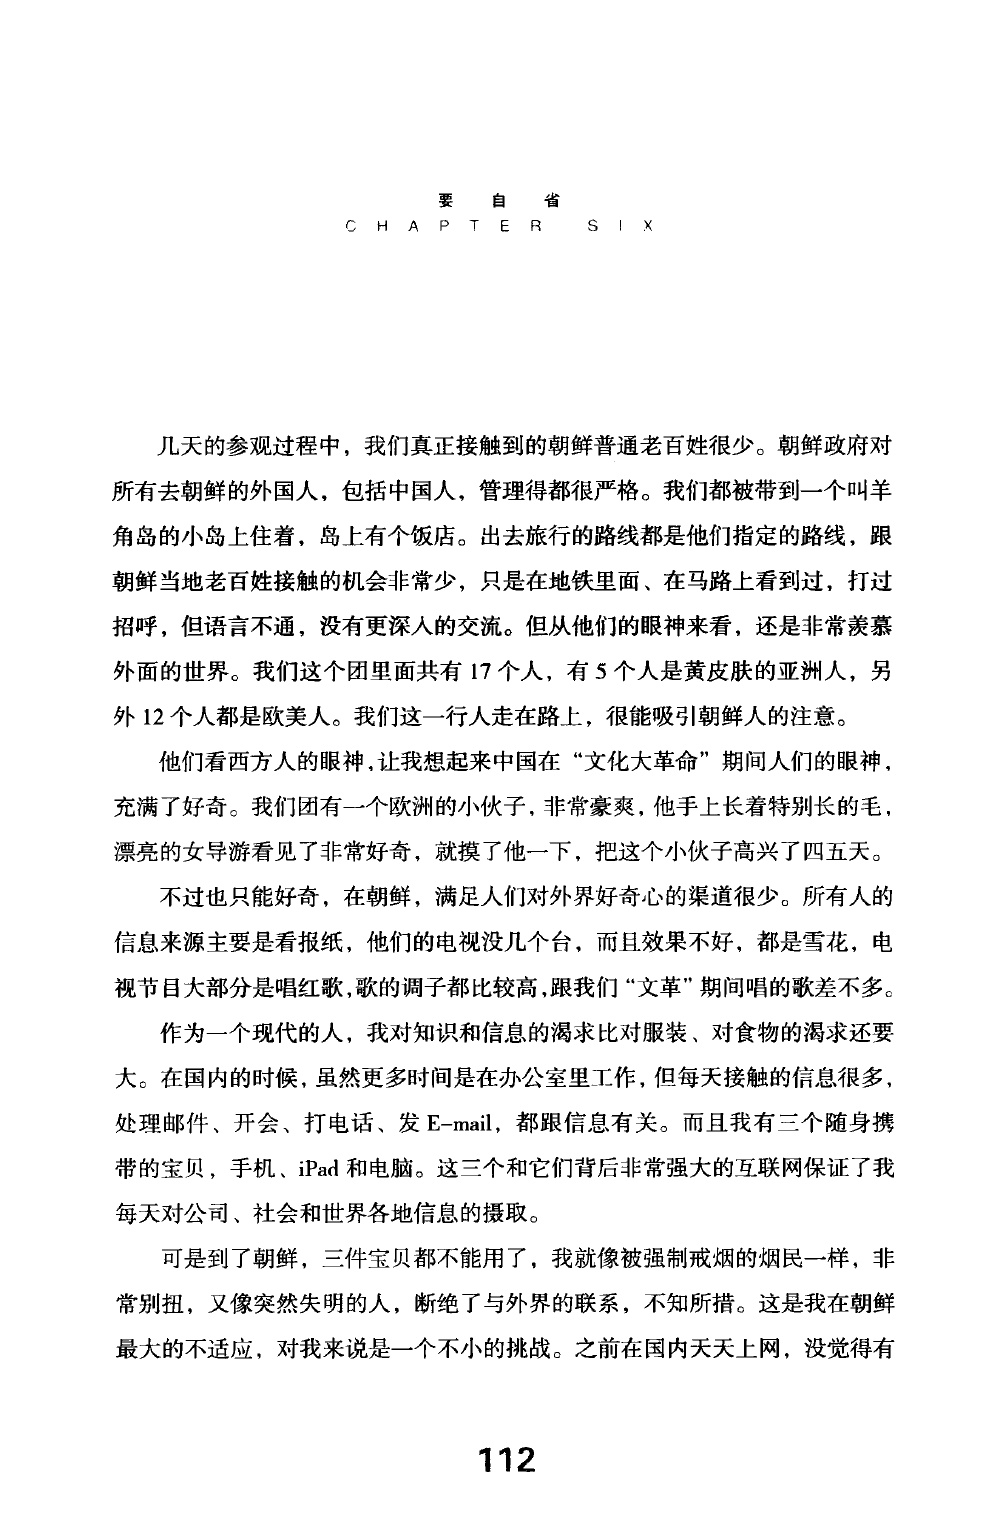 要自省
CHAPTER SIX
几天的参观过程中，我们真正接触到的朝鲜普通老百姓很少。朝鲜政府对
所有去朝鲜的外国人，包括中国人，管理得都很严格。我们都被带到一个叫羊
角岛的小岛上住着，岛上有个饭店。出去旅行的路线都是他们指定的路线，跟
朝鲜当地老百姓接触的机会非常少，只是在地铁里面、在马路上看到过，打过
招呼，但语言不通，没有更深入的交流。但从他们的眼神来看，还是非常羡慕
外面的世界。我们这个团里面共有 17 个人，有 5 个人是黄皮肤的亚洲人，另
外 12 个人都是欧美人。我们这一行人走在路上，很能吸引朝鲜人的注意。
他们看西方人的眼神，让我想起来中国在“文化大革命”期间人们的眼神，
充满了好奇。我们团有一个欧洲的小伙子，非常豪爽，他手上长着特别长的毛，
漂亮的女导游看见了非常好奇，就摸了他一下，把这个小伙子高兴了四五天。
不过也只能好奇，在朝鲜，满足人们对外界好奇心的渠道很少。所有人的
信息来源主要是看报纸，他们的电视没几个台，而且效果不好，都是雪花，电
视节目大部分是唱红歌，歌的调子都比较高，跟我们“文革”期间唱的歌差不多。
作为一个现代的人，我对知识和信息的渴求比对服装、对食物的渴求还要
大。在国内的时候，虽然更多时间是在办公室里工作，但每天接触的信息很多，
处理邮件、开会、打电话、发 E-mail，都跟信息有关。而且我有三个随身携
带的宝贝，手机、iPad 和电脑。这三个和它们背后非常强大的互联网保证了我
每天对公司、社会和世界各地信息的摄取。
可是到了朝鲜，三件宝贝都不能用了，我就像被强制戒烟的烟民一样，非
常别扭，又像突然失明的人，断绝了与外界的联系，不知所措。这是我在朝鲜
最大的不适应，对我来说是一个不小的挑战。之前在国内天天上网，没觉得有
112